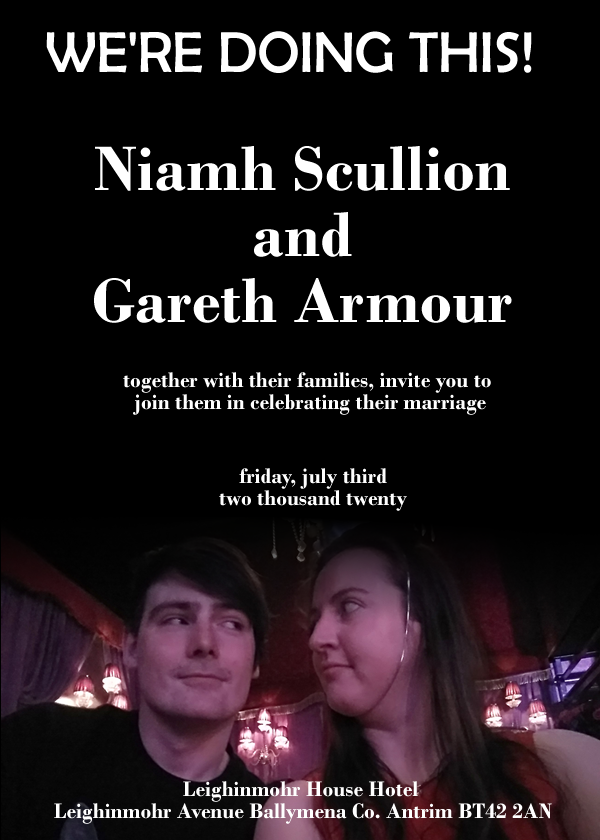 WE'RE DOING THIS!
Niamh Scullion
and
Gareth Armour
together with their families, invite you to
join them in celebrating their marriage
friday, july third
two thousand twenty
Leighinmohr House Hotel
Leighinmohr Avenue Ballymena Co. Antrim BT42 2AN